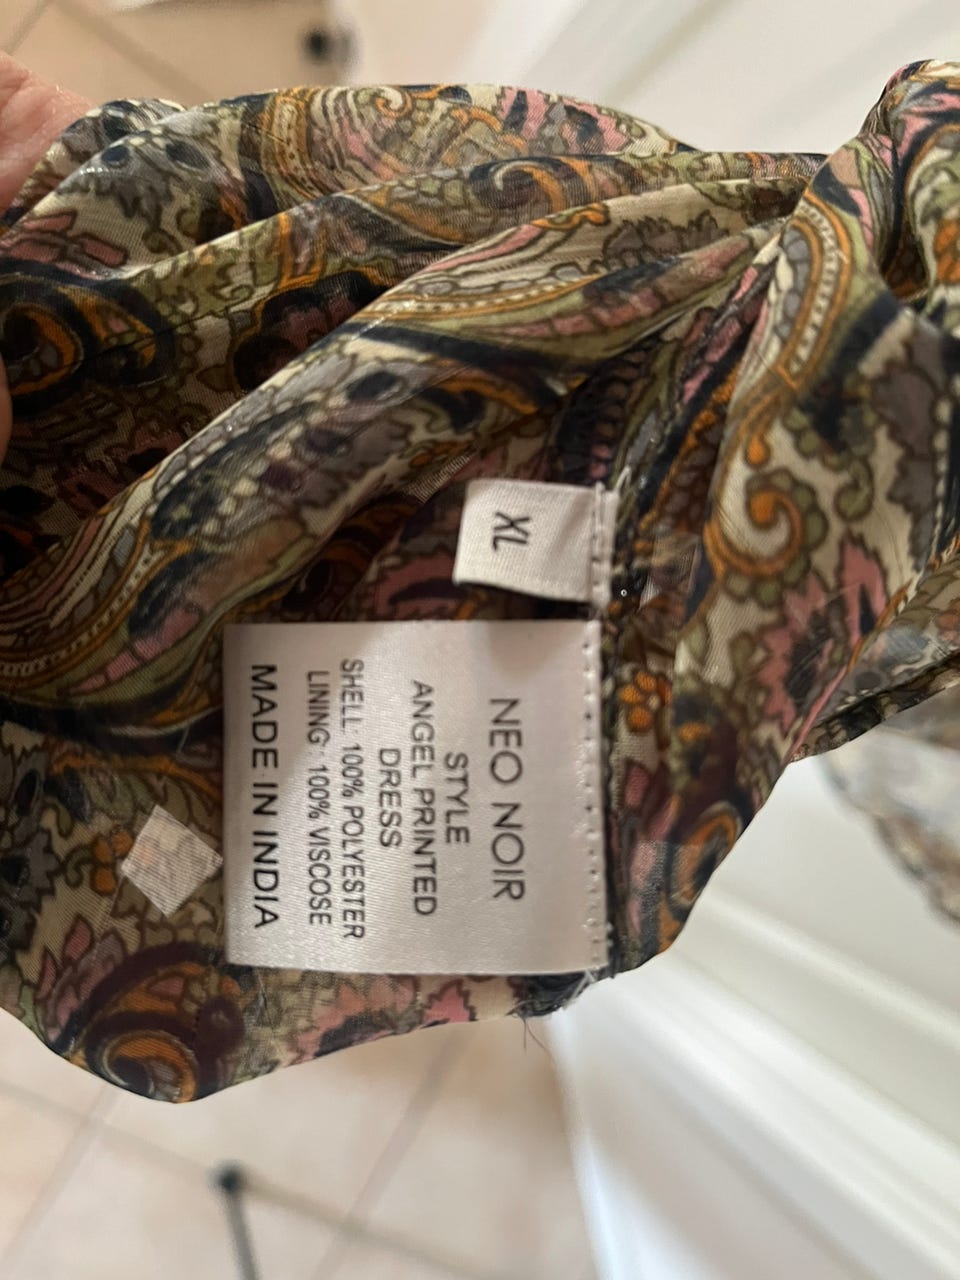 XL
NEO NOIR
STYLE
ANGEL PRINTED
DRESS
SHELL: 100% POLYESTER
LINING: 100% VISCOSE
MADE IN INDIA